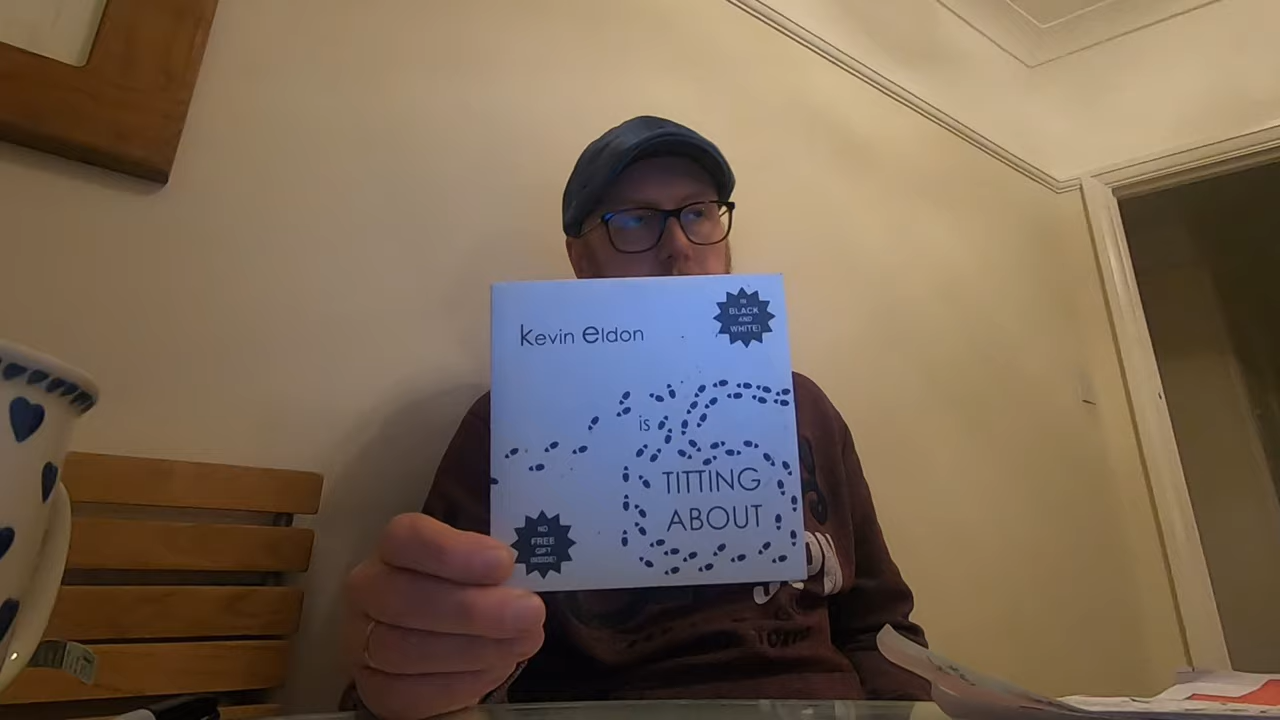 kevin eldon
IN
BLACK
AND
WHITE!
is
TITTING
ABOUT
NO
FREE
GIFT
INSIDE!